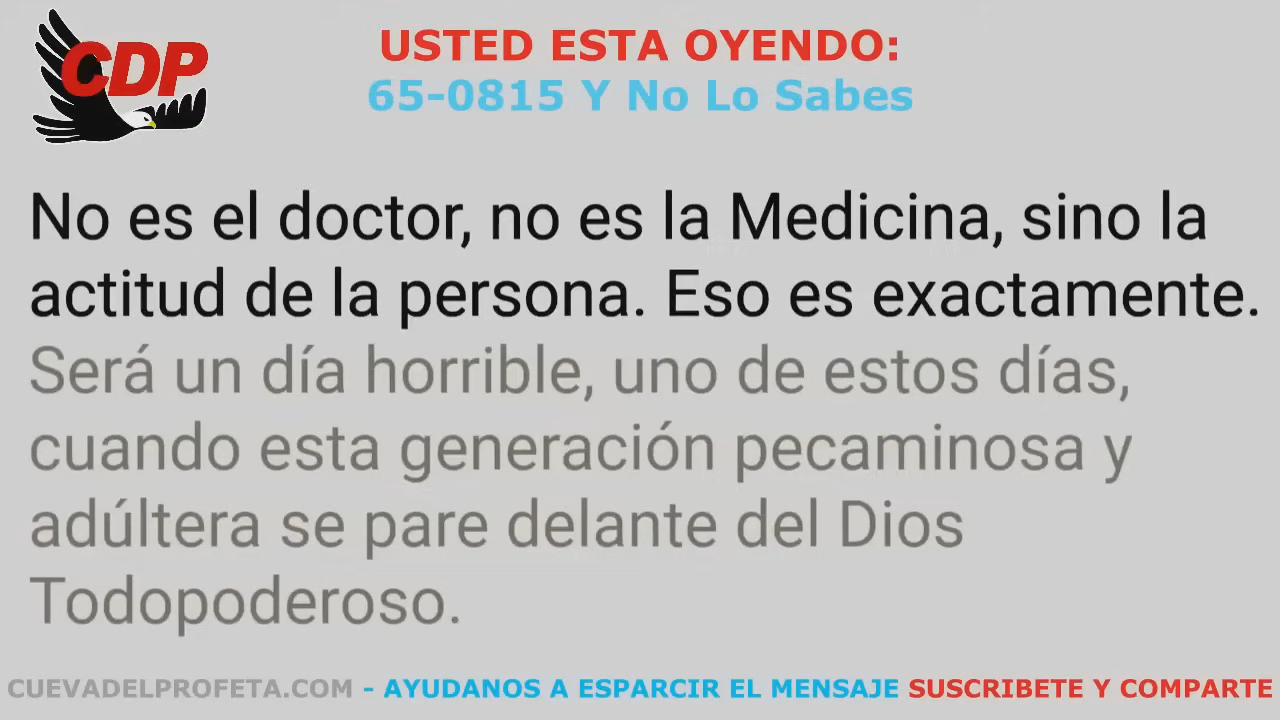 CDP
USTED ESTA OYENDO:
65-0815 Y No Lo Sabes
No es el doctor, no es la Medicina, sino la
actitud de la persona. Eso es exactamente.
Será un día horrible, uno de estos días,
cuando esta generación pecaminosa y
adúltera se pare delante del Dios
Todopoderoso.
CUEVADELPROFETA.COM - AYUDANOS A ESPARCIR EL MENSAJE SUSCRIBETE Y COMPARTE